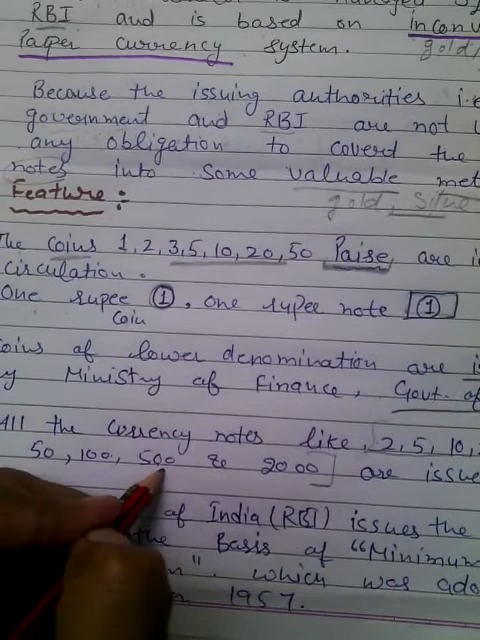 RBI and is based on Inconv
Paper currency system. gold,
Because the issuing authorities i.e
government and RBI are not
any obligation to coverd the
notes into some valuable met
Feature :- gold, Silve
The Coins 1, 2, 3, 5, 10, 20, 50 Paise are i
circulation.
One rupee ①, one rupee note ①
Coin
oins of lower denomination are is
y Ministry of Finance, Govt. of
All the currency notes like, 2, 5, 10,
50, 100, 500 & 2000 are issue
of India (RBI) issues the
the Basis of "Minimum
n". which was ado
1957.